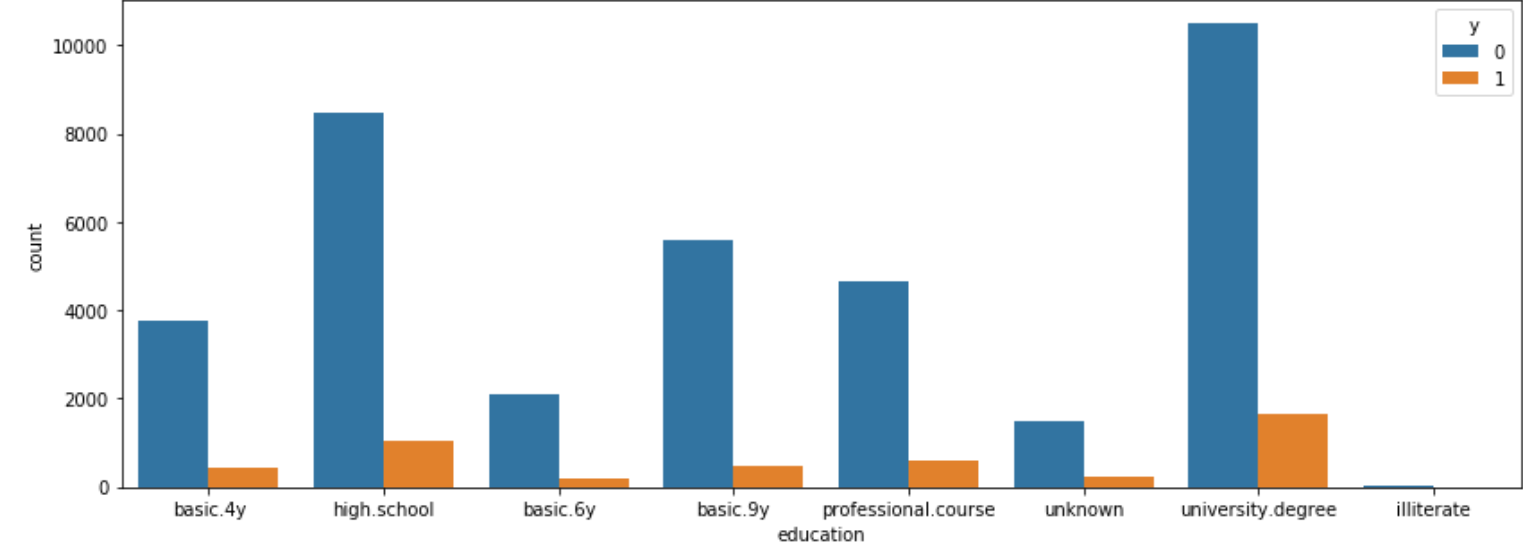 y
0
1
10000
8000
6000
4000
2000
0
count
basic.4y high.school basic.6y basic.9y professional.course unknown university.degree illiterate
education